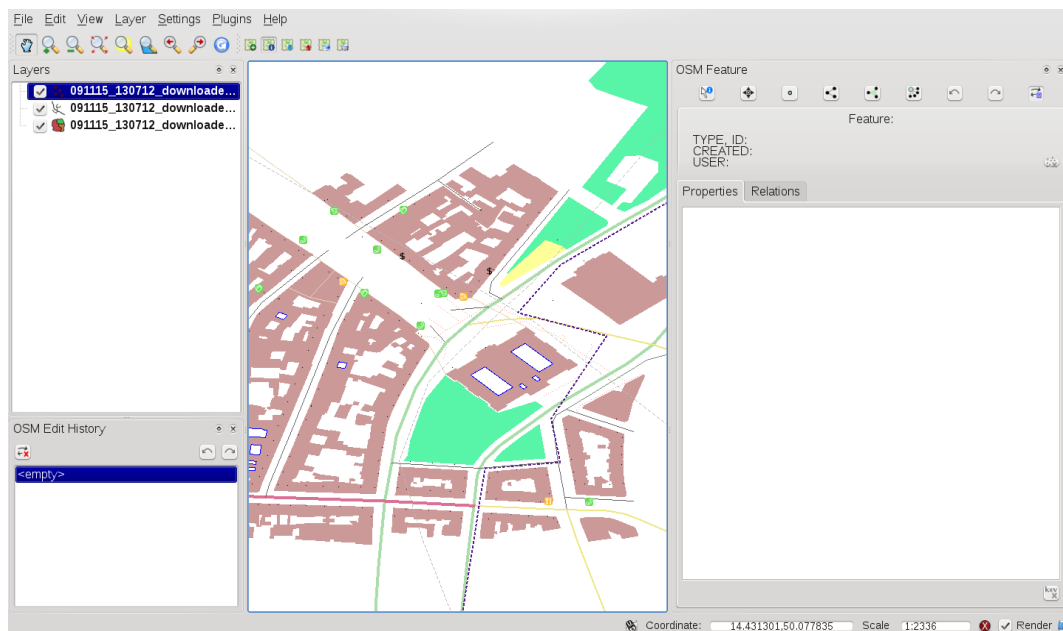 File Edit View Layer Settings Plugins Help
Layers
091115_130712_downloade...
091115_130712_downloade...
091115_130712_downloade...
OSM Edit History
<empty>
$
$
OSM Feature
Feature:
TYPE, ID:
CREATED:
USER:
Properties Relations
key
Coordinate: 14.431301,50.077835 Scale 1:2336 Render